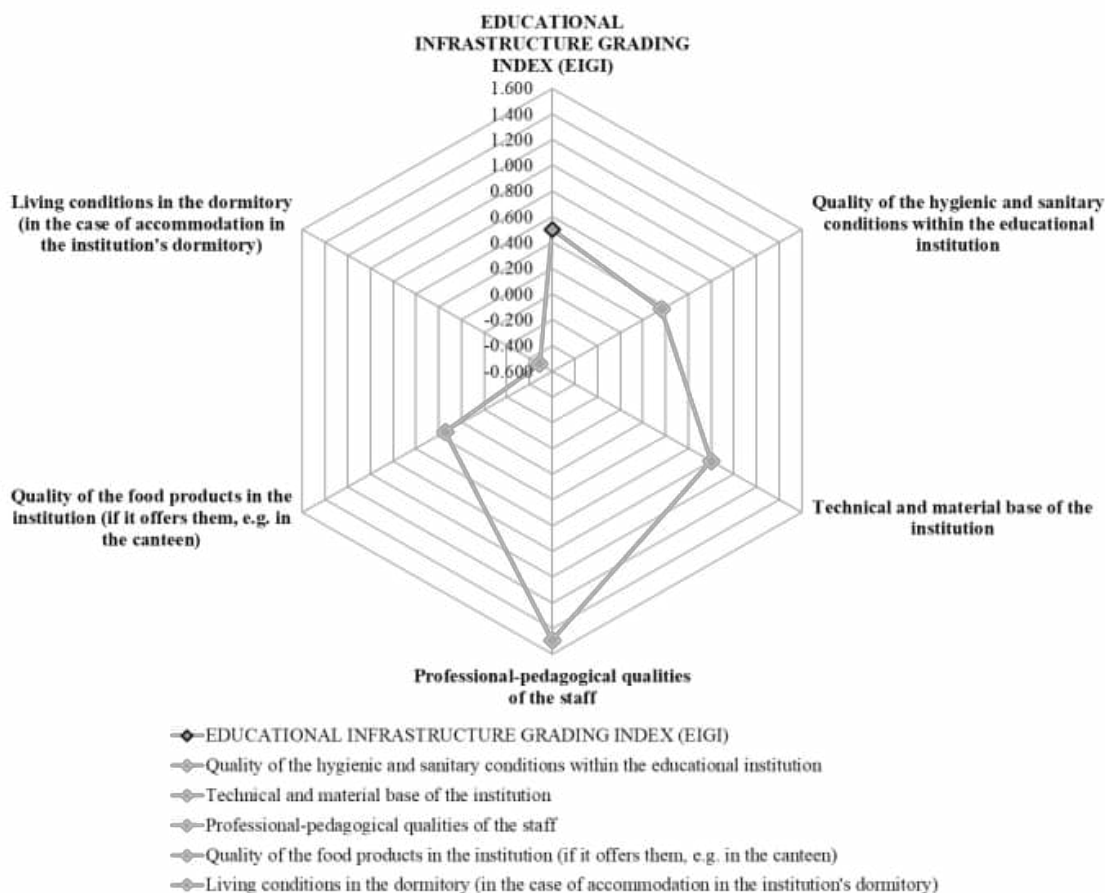 EDUCATIONAL
INFRASTRUCTURE GRADING
INDEX (EIGI)
1.600
1.400
1.200
1.000
0.800
0.600
0.400
0.200
0.000
-0.200
-0.400
-0.600
Living conditions in the dormitory
(in the case of accommodation in
the institution's dormitory)
Quality of the hygienic and sanitary
conditions within the educational
institution
Quality of the food products in the
institution (if it offers them, e.g. in
the canteen)
Technical and material base of the
institution
Professional-pedagogical qualities
of the staff
EDUCATIONAL INFRASTRUCTURE GRADING INDEX (EIGI)
Quality of the hygienic and sanitary conditions within the educational institution
Technical and material base of the institution
Professional-pedagogical qualities of the staff
Quality of the food products in the institution (if it offers them, e.g. in the canteen)
Living conditions in the dormitory (in the case of accommodation in the institution's dormitory)